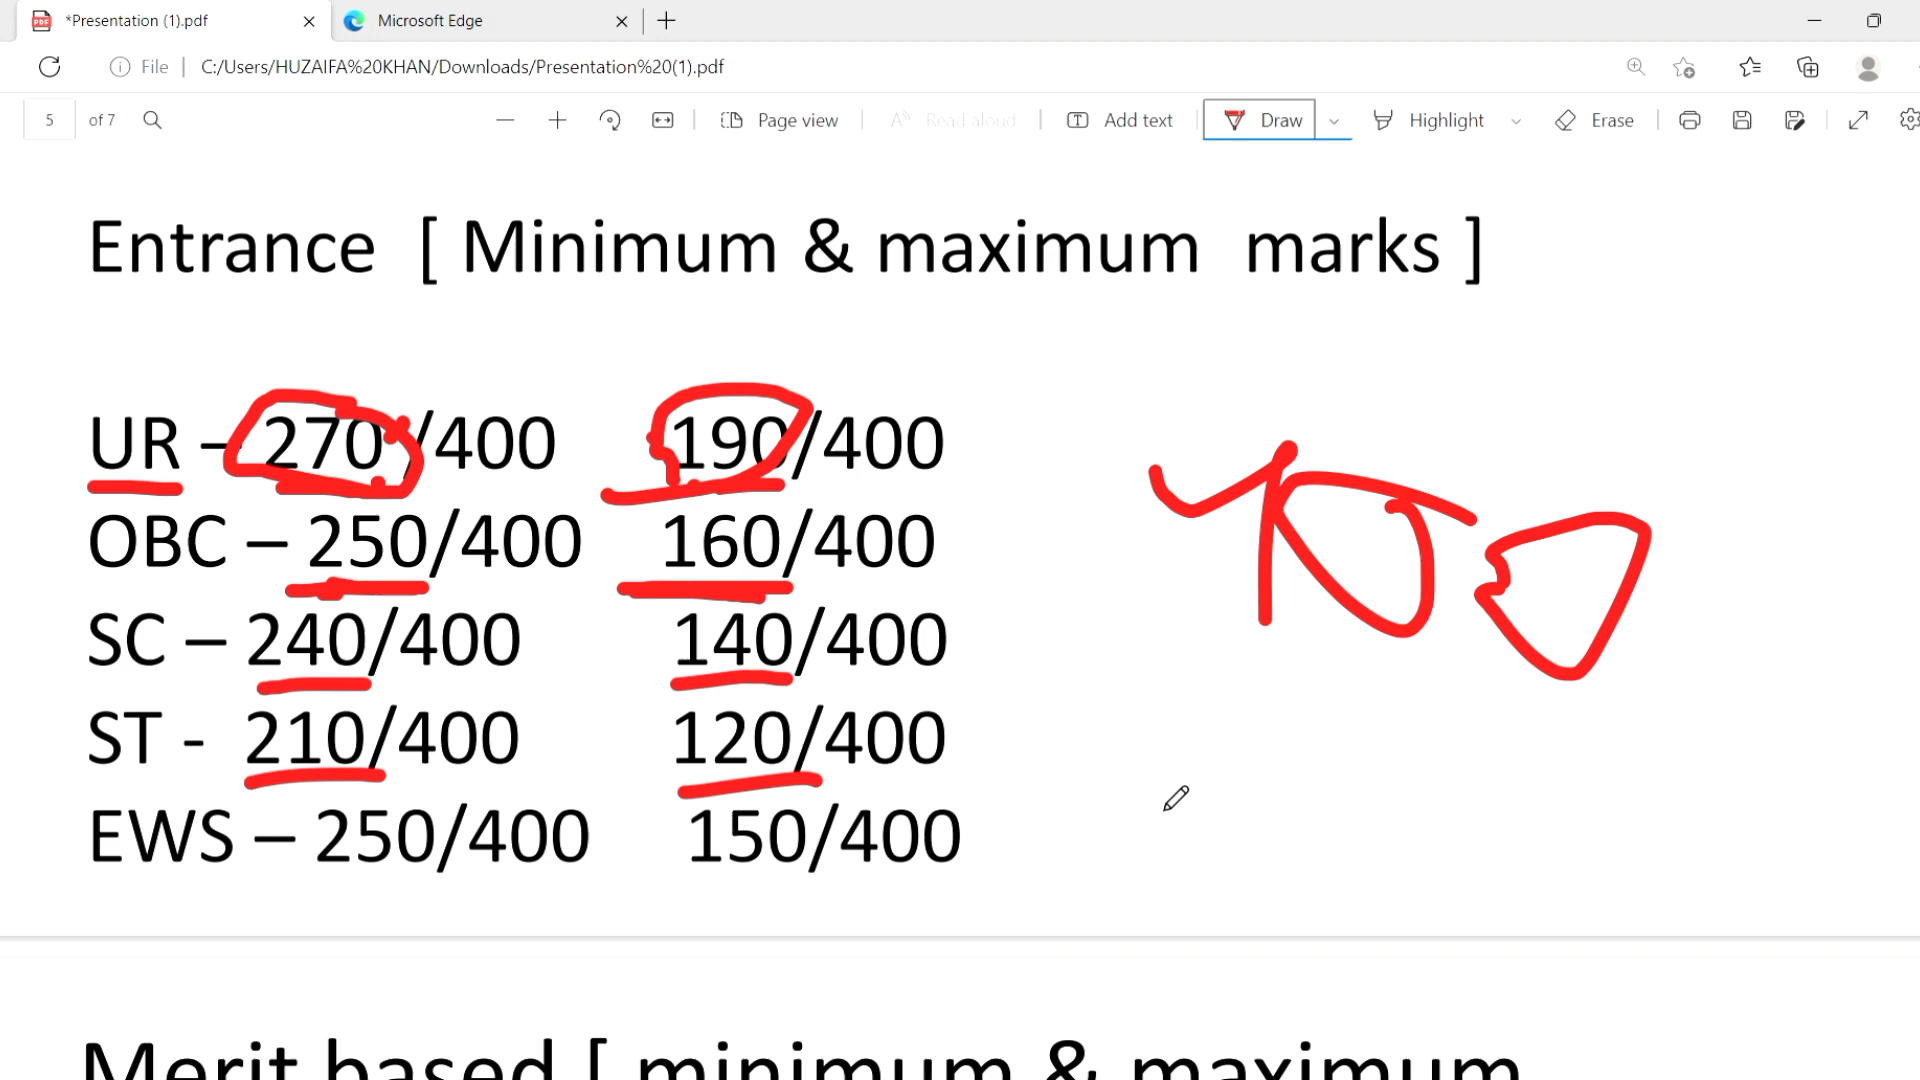 *Presentation (1).pdf
Microsoft Edge
File
C:/Users/HUZAIFA%20KHAN/Downloads/Presentation%20(1).pdf
5 of 7 Page view Read aloud Add text Draw Highlight Erase
Entrance [ Minimum & maximum marks ]
UR – 270/400 190/400
OBC – 250/400 160/400
SC – 240/400 140/400
ST - 210/400 120/400
EWS – 250/400 150/400
Merit based [ minimum & maximum